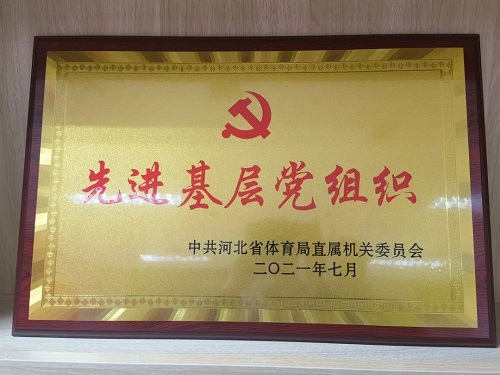 先进基层党组织
中共河北省体育局直属机关委员会
二〇二一年七月